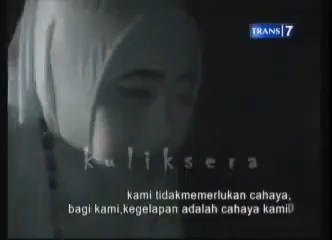 TRANS|7
kuliksera
kami tidakmemerlukan cahaya,
bagi kami,kegelapan adalah cahaya kami